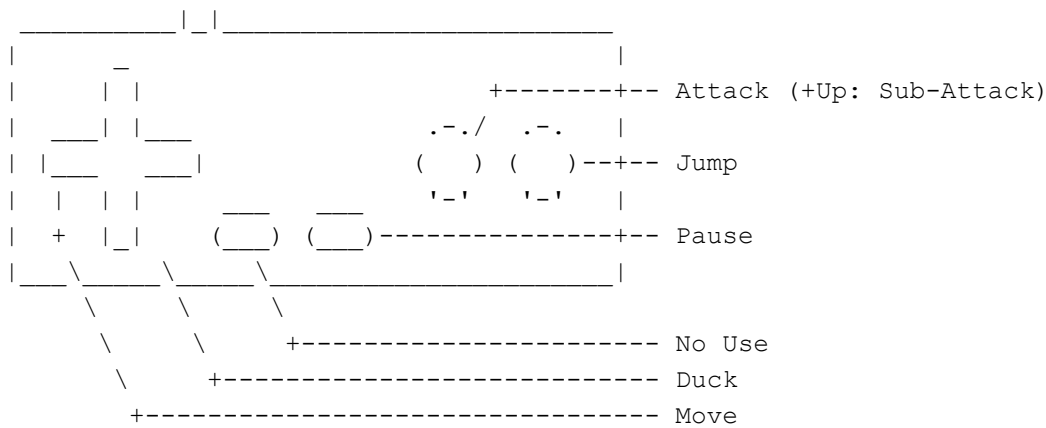 Attack (+Up: Sub-Attack)
Jump
Pause
No Use
Duck
Move